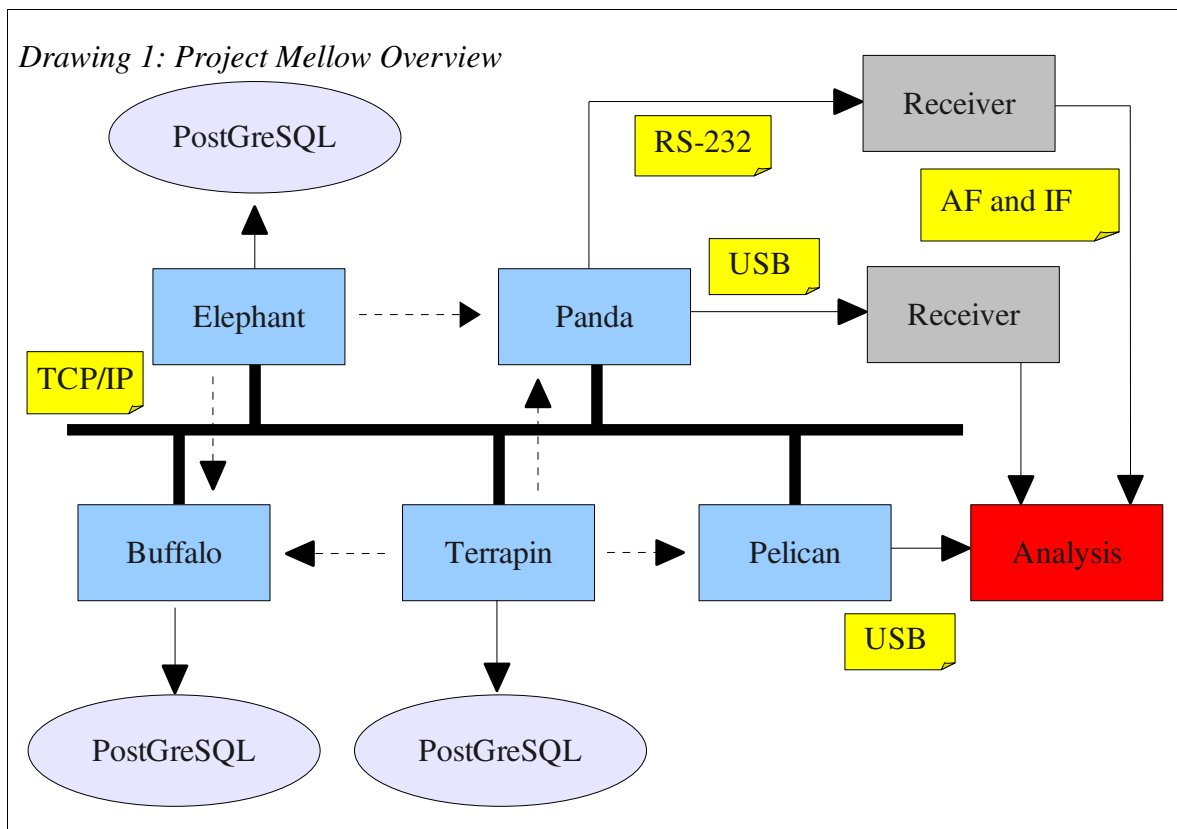 Drawing 1: Project Mellow Overview
PostGreSQL
Receiver
RS-232
AF and IF
USB
Elephant
Panda
Receiver
TCP/IP
Buffalo
Terrapin
Pelican
Analysis
USB
PostGreSQL
PostGreSQL